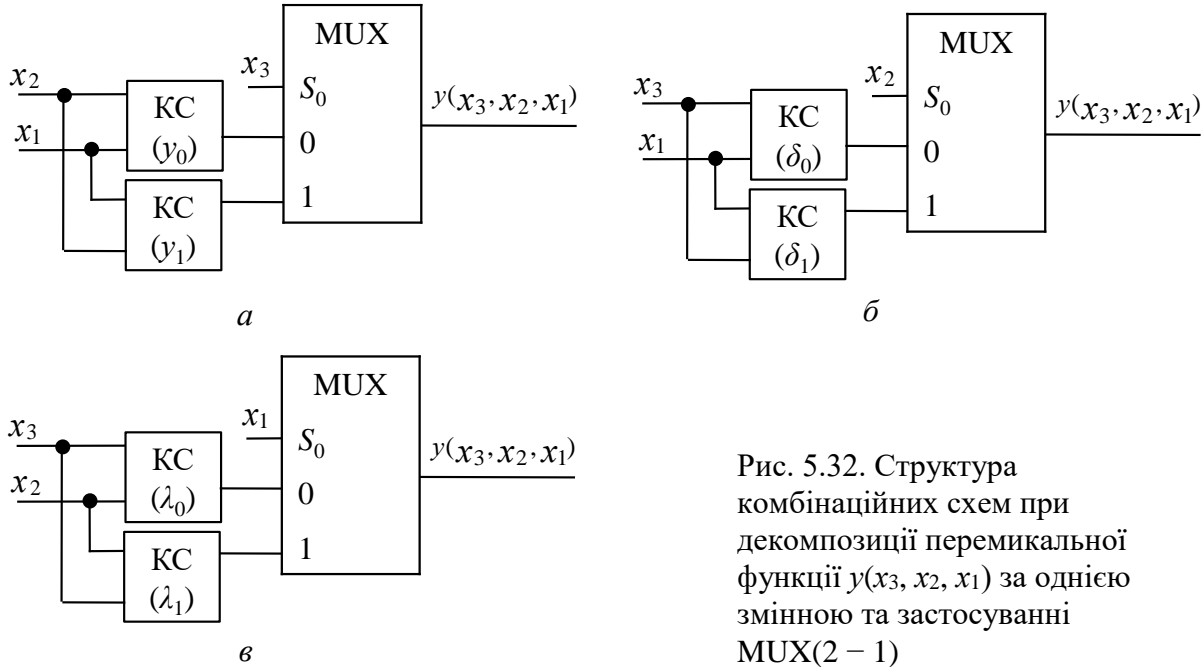 MUX
x₂
x₃
КС
(y₀)
S₀
y(x₃, x₂, x₁)
x₁
0
КС
(y₁)
1
а
MUX
x₃
x₂
КС
(δ₀)
S₀
y(x₃, x₂, x₁)
x₁
0
КС
(δ₁)
1
б
MUX
x₃
x₁
КС
(λ₀)
S₀
y(x₃, x₂, x₁)
x₂
0
КС
(λ₁)
1
в
Рис. 5.32. Структура
комбінаційних схем при
декомпозиції перемикальної
функції y(x₃, x₂, x₁) за однією
змінною та застосуванні
MUX(2 − 1)